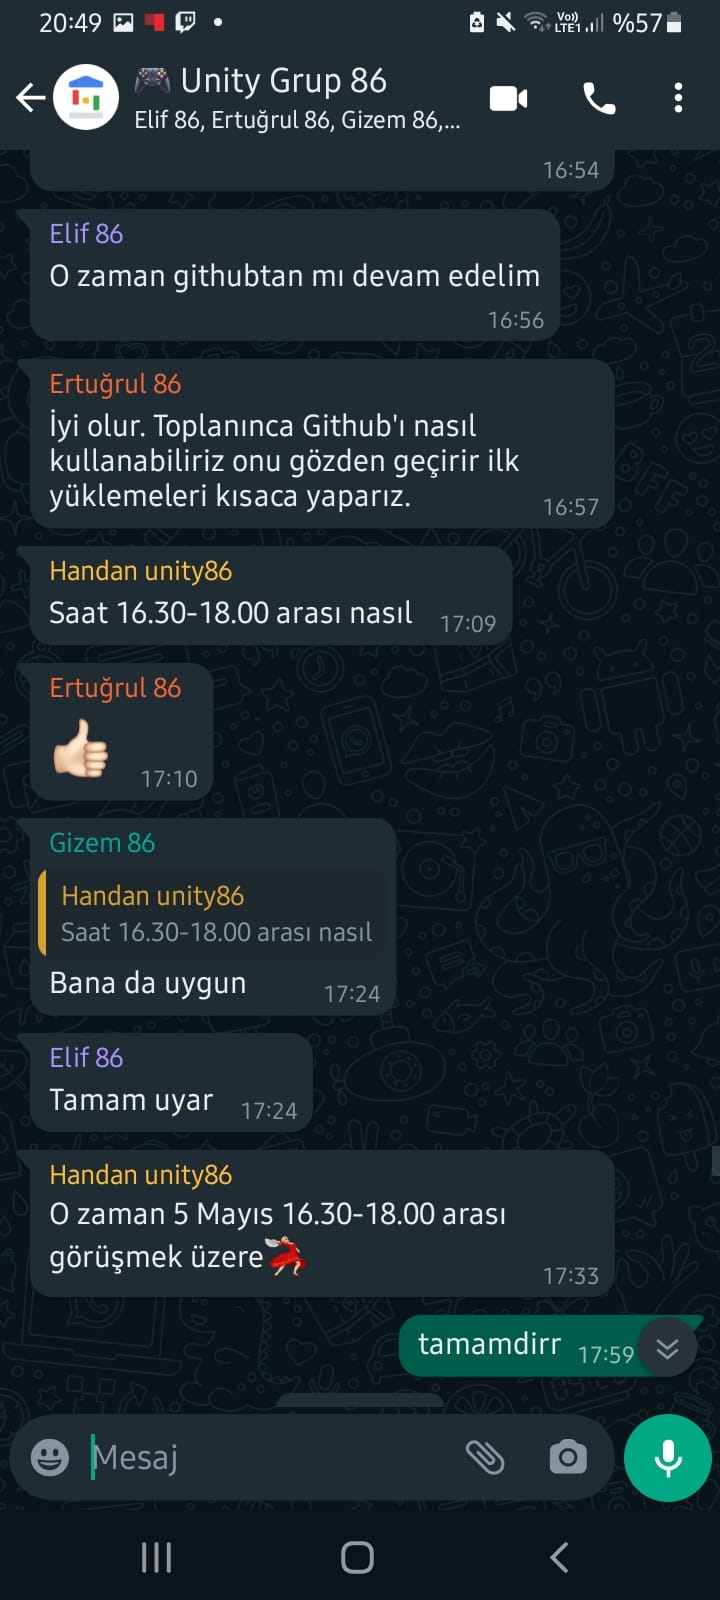 20:49
Vo))
LTE1
%57
Unity Grup 86
Elif 86, Ertuğrul 86, Gizem 86,...
16:54
Elif 86
O zaman githubtan mı devam edelim
16:56
Ertuğrul 86
İyi olur. Toplanınca Github'ı nasıl
kullanabiliriz onu gözden geçirir ilk
yüklemeleri kısaca yaparız.
16:57
Handan unity86
Saat 16.30-18.00 arası nasıl
17:09
Ertuğrul 86
👍🏻
17:10
Gizem 86
Handan unity86
Saat 16.30-18.00 arası nasıl
Bana da uygun
17:24
Elif 86
Tamam uyar
17:24
Handan unity86
O zaman 5 Mayıs 16.30-18.00 arası
görüşmek üzere💃🏻
17:33
tamamdirr
17:59
Mesaj